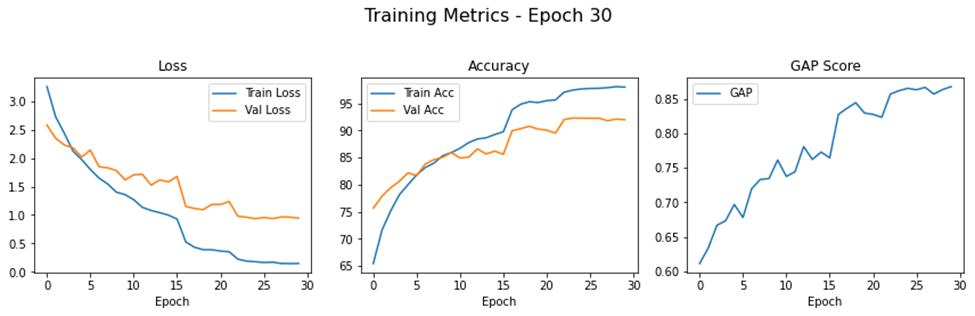 Training Metrics - Epoch 30
Loss
Train Loss
Val Loss
3.0
2.5
2.0
1.5
1.0
0.5
0.0
0 5 10 15 20 25 30
Epoch
Accuracy
Train Acc
Val Acc
95
90
85
80
75
70
65
0 5 10 15 20 25 30
Epoch
GAP Score
GAP
0.85
0.80
0.75
0.70
0.65
0.60
0 5 10 15 20 25 30
Epoch